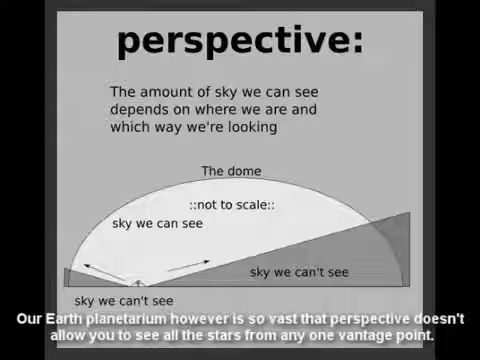 perspective:
The amount of sky we can see
depends on where we are and
which way we're looking
The dome
::not to scale::
sky we can see
sky we can't see
sky we can't see
Our Earth planetarium however is so vast that perspective doesn't
allow you to see all the stars from any one vantage point.